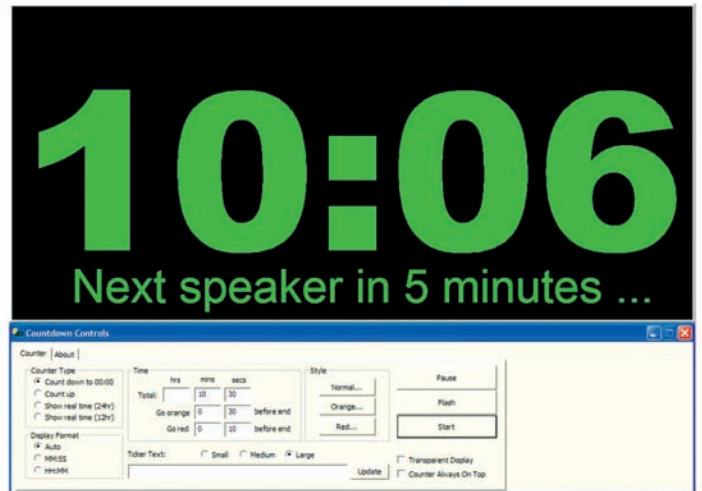 10:06
Next speaker in 5 minutes ...
Countdown Controls
Counter About
Counter Type
Count down to 00:00
Count up
Show real time (24hr)
Show real time (12hr)
Display Format
Auto
MM:SS
HH:MM
Time
hrs mins secs
Total: 10 30
Go orange 0 30 before end
Go red 0 10 before end
Ticker Text: Small Medium Large
Update
Style
Normal...
Orange...
Red...
Pause
Flash
Start
Transparent Display
Counter Always On Top